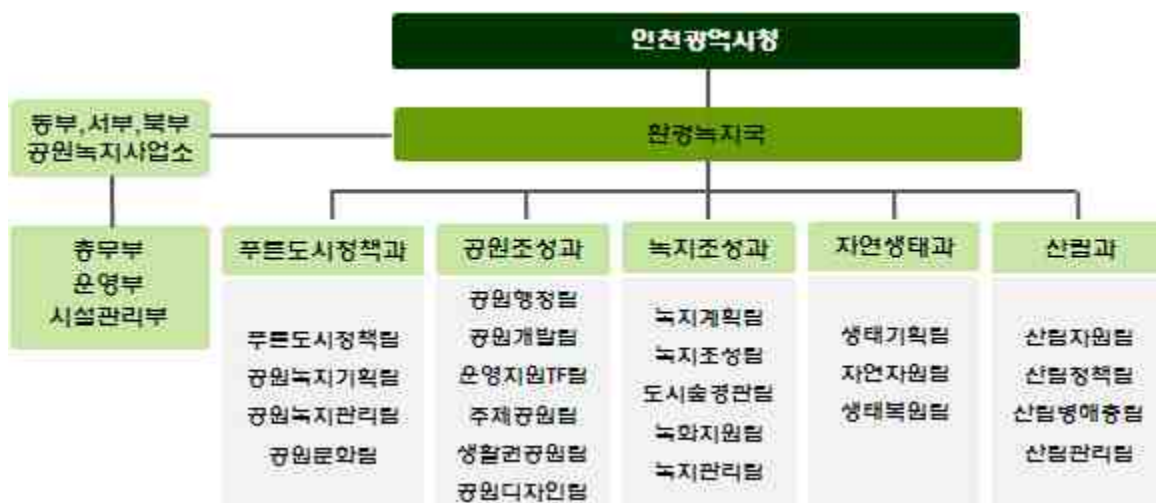 인천광역시청
동부,서부,북부
공원녹지사업소
환경녹지국
총무부
운영부
시설관리부
푸른도시정책과
푸른도시정책팀
공원녹지기획팀
공원녹지관리팀
공원문화팀
공원조성과
공원행정팀
공원개발팀
운영지원TF팀
주제공원팀
생활권공원팀
공원디자인팀
녹지조성과
녹지계획팀
녹지조성팀
도시숲경관팀
녹화지원팀
녹지관리팀
자연생태과
생태기획팀
자연자원팀
생태복원팀
산림과
산림자원팀
산림정책팀
산림병해충팀
산림관리팀